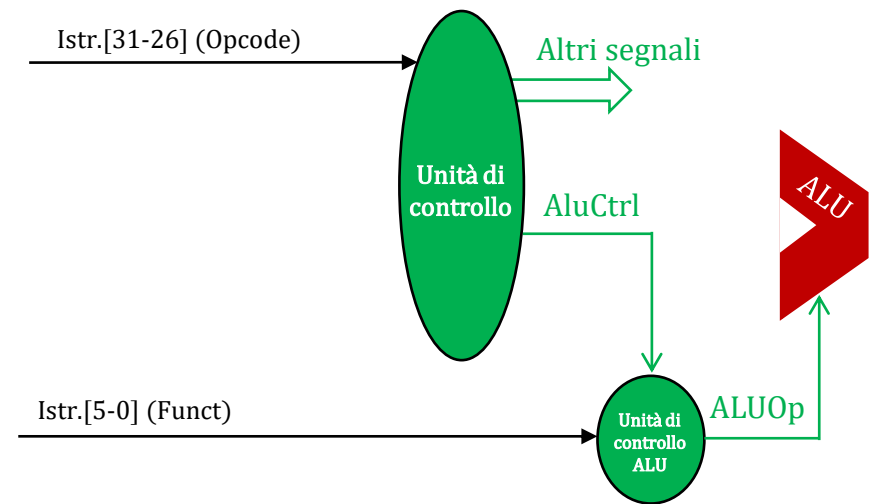 Istr.[31-26] (Opcode)
Altri segnali
Unità di
controllo
AluCtrl
ALU
Istr.[5-0] (Funct)
Unità di
controllo
ALU
ALUOp